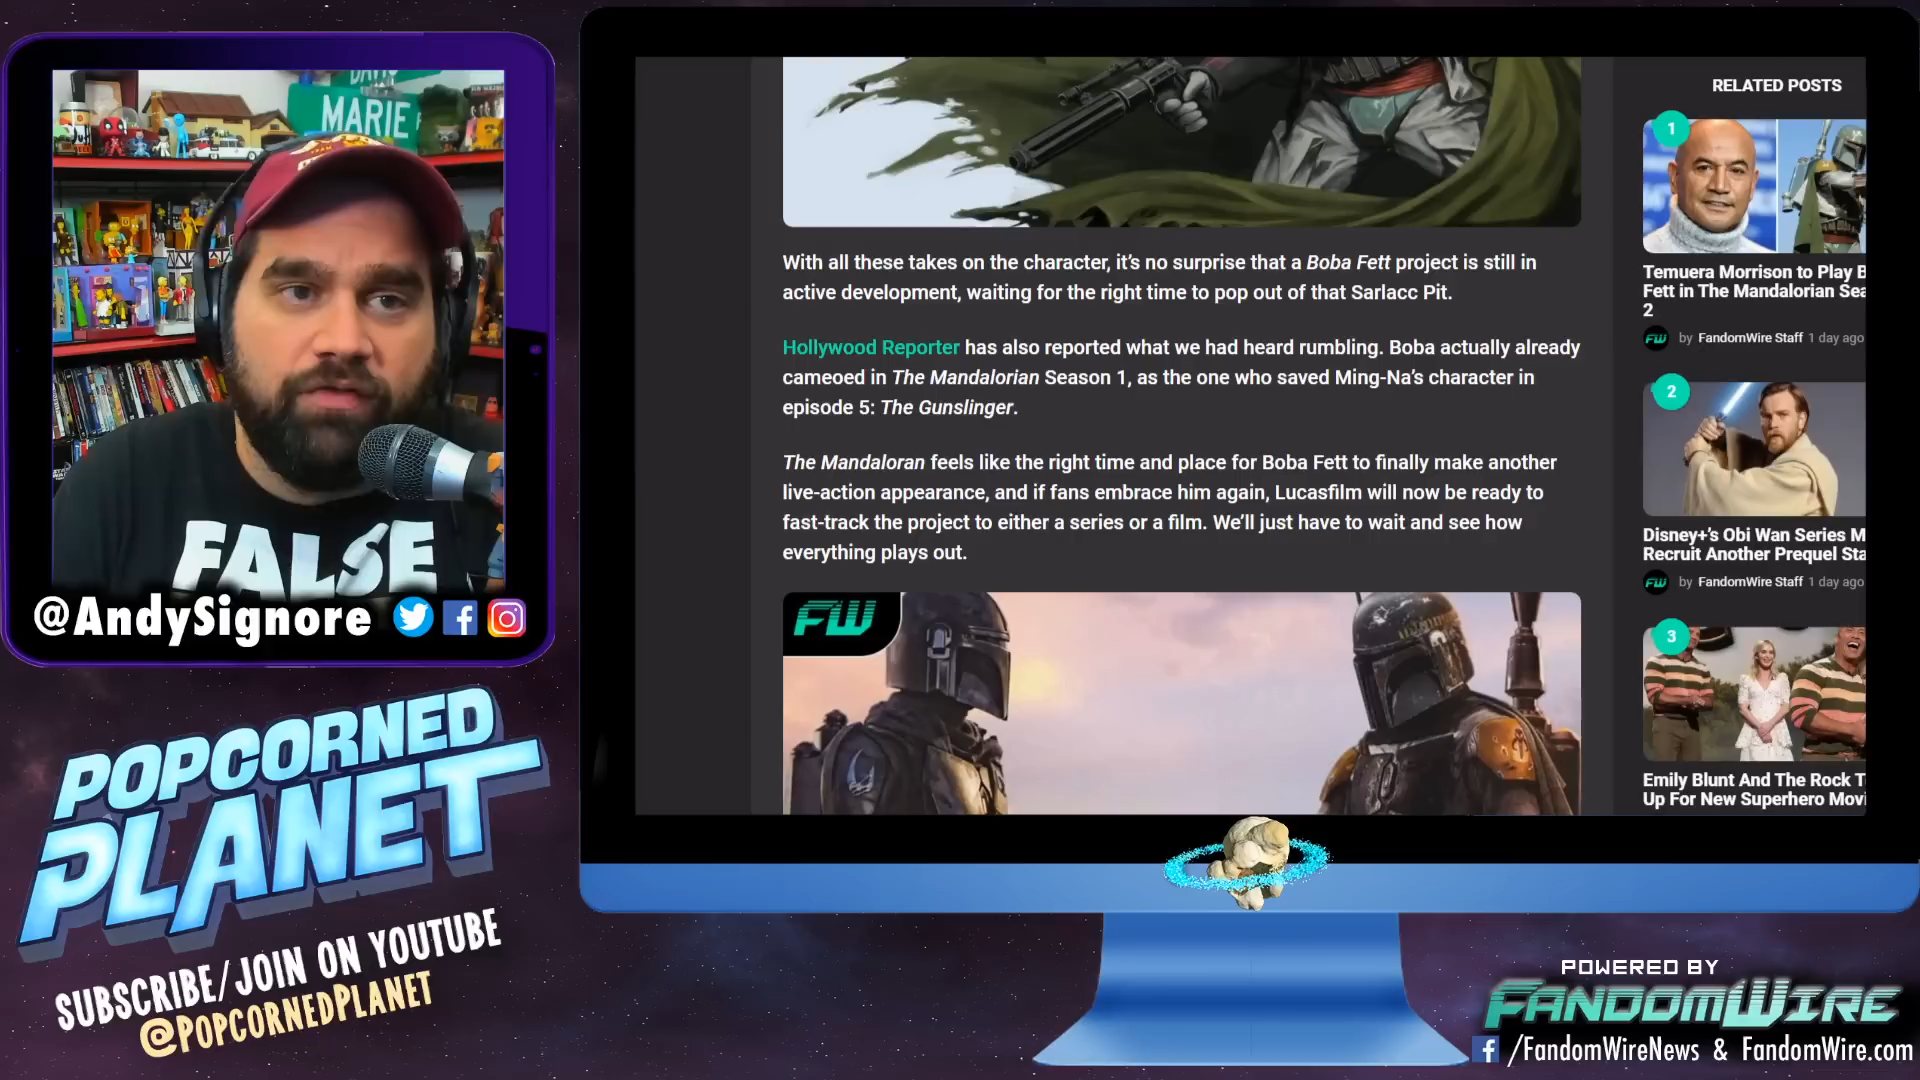 DAVIS
MARIE
FALSE
@AndySignore
POPCORNED
PLANET
SUBSCRIBE/JOIN ON YOUTUBE
@POPCORNEDPLANET
With all these takes on the character, it’s no surprise that a Boba Fett project is still in
active development, waiting for the right time to pop out of that Sarlacc Pit.
Hollywood Reporter has also reported what we had heard rumbling. Boba actually already
cameoed in The Mandalorian Season 1, as the one who saved Ming-Na’s character in
episode 5: The Gunslinger.
The Mandaloran feels like the right time and place for Boba Fett to finally make another
live-action appearance, and if fans embrace him again, Lucasfilm will now be ready to
fast-track the project to either a series or a film. We’ll just have to wait and see how
everything plays out.
FW
RELATED POSTS
1
Temuera Morrison to Play B
Fett in The Mandalorian Sea
2
FW by FandomWire Staff 1 day ago
2
Disney+’s Obi Wan Series M
Recruit Another Prequel Sta
FW by FandomWire Staff 1 day ago
3
Emily Blunt And The Rock T
Up For New Superhero Movi
POWERED BY
FANDOMWIRE
/FandomWireNews & FandomWire.com